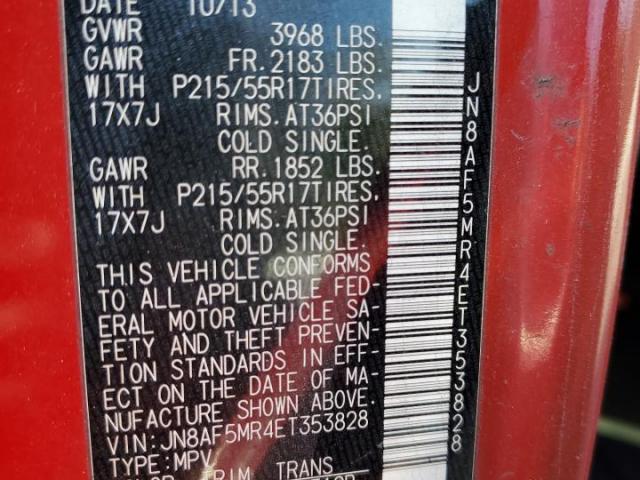 DATE 10/13
GVWR 3968 LBS.
GAWR FR.2183 LBS.
WITH P215/55R17TIRES.
17X7J RIMS.AT36PSI
COLD SINGLE.
GAWR RR.1852 LBS.
WITH P215/55R17TIRES.
17X7J RIMS.AT36PSI
COLD SINGLE.
THIS VEHICLE CONFORMS
TO ALL APPLICABLE FED-
ERAL MOTOR VEHICLE SA-
FETY AND THEFT PREVEN-
TION STANDARDS IN EFF-
ECT ON THE DATE OF MA-
NUFACTURE SHOWN ABOVE.
VIN:JN8AF5MR4ET353828
TYPE:MPV
TRIM TRANS
JN8AF5MR4ET353828